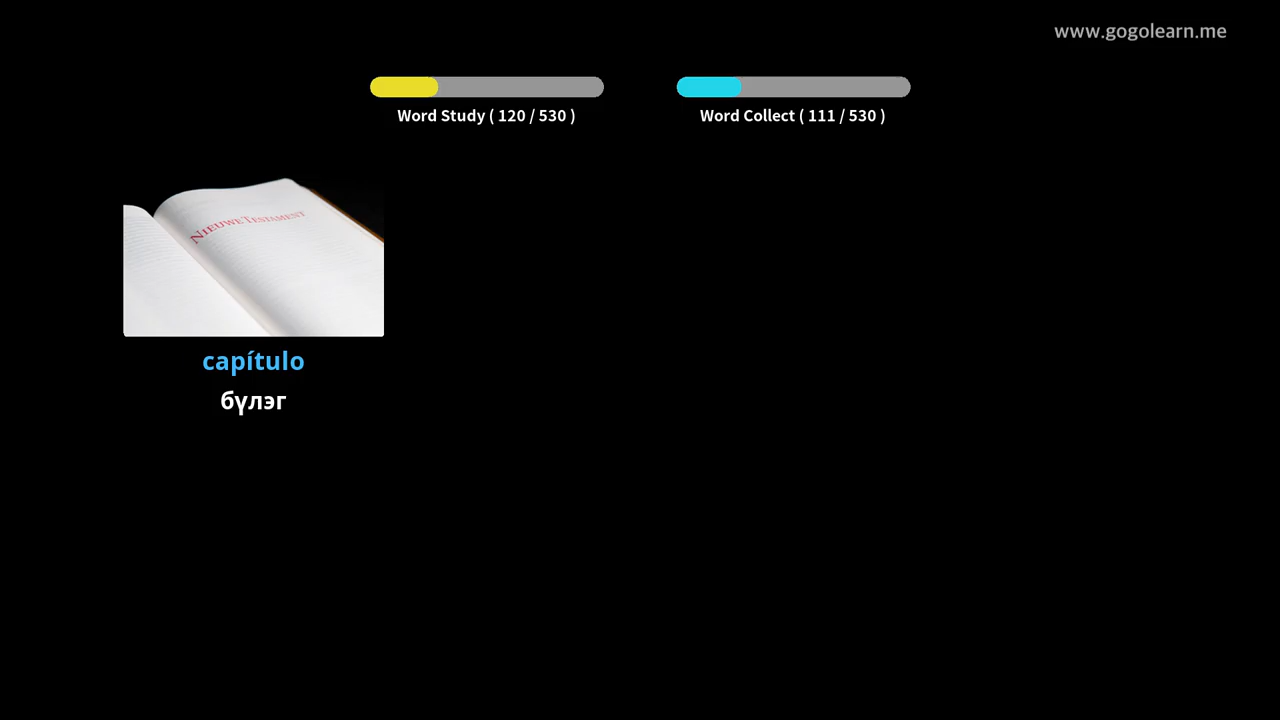 www.gogolearn.me
Word Study ( 120 / 530 )
Word Collect ( 111 / 530 )
NIEUWE TESTAMENT
capítulo
бүлэг